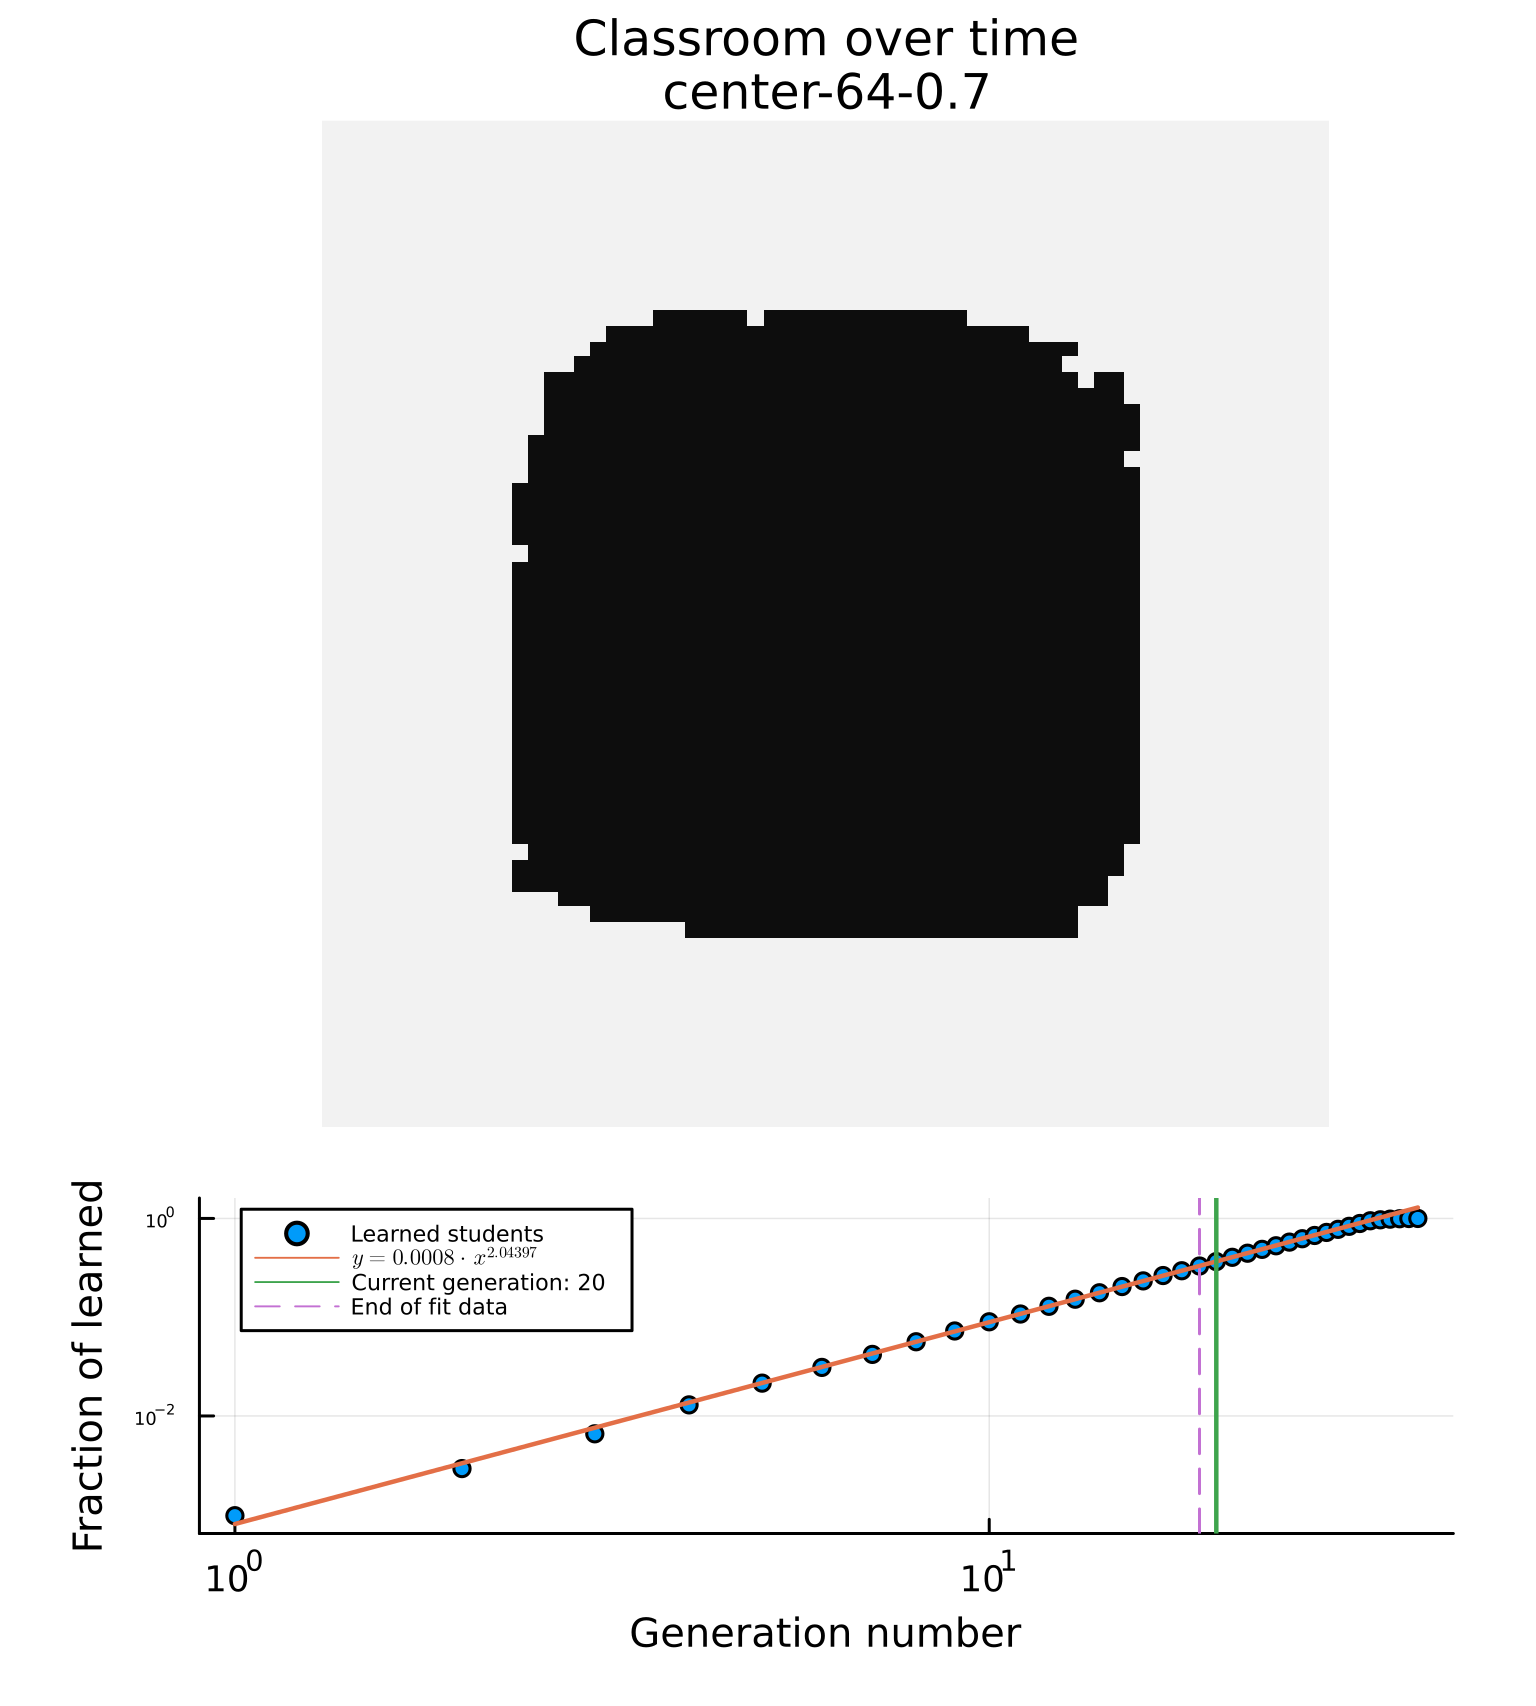 Classroom over time
center-64-0.7
Fraction of learned
10^0
10^-2
Learned students
y = 0.0008 · x^2.04397
Current generation: 20
End of fit data
10^0
10^1
Generation number